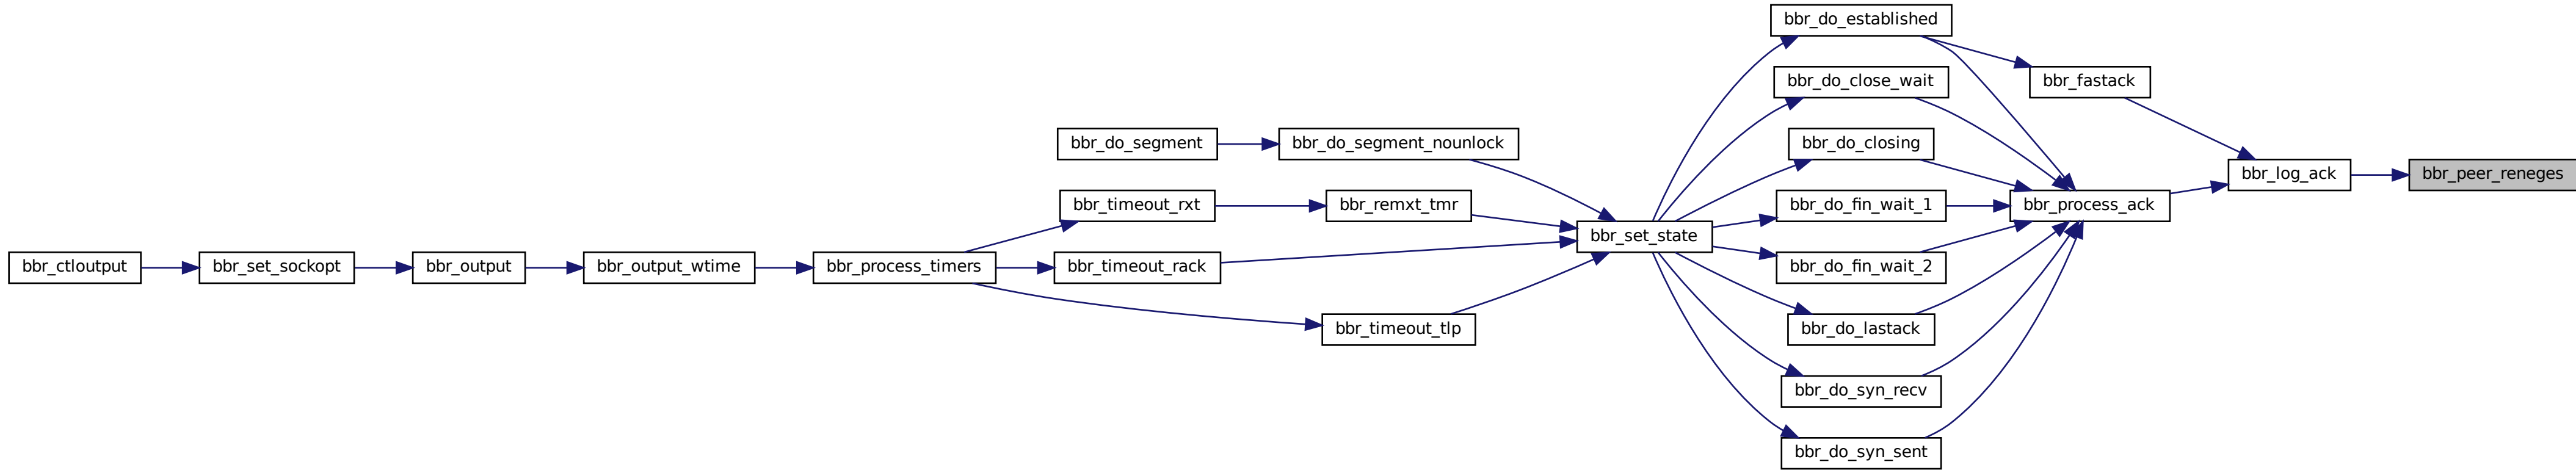 bbr_do_established
bbr_do_close_wait
bbr_fastack
bbr_do_segment
bbr_do_segment_nounlock
bbr_do_closing
bbr_log_ack
bbr_peer_reneges
bbr_timeout_rxt
bbr_remxt_tmr
bbr_do_fin_wait_1
bbr_process_ack
bbr_set_state
bbr_ctloutput
bbr_set_sockopt
bbr_output
bbr_output_wtime
bbr_process_timers
bbr_timeout_rack
bbr_do_fin_wait_2
bbr_timeout_tlp
bbr_do_lastack
bbr_do_syn_recv
bbr_do_syn_sent